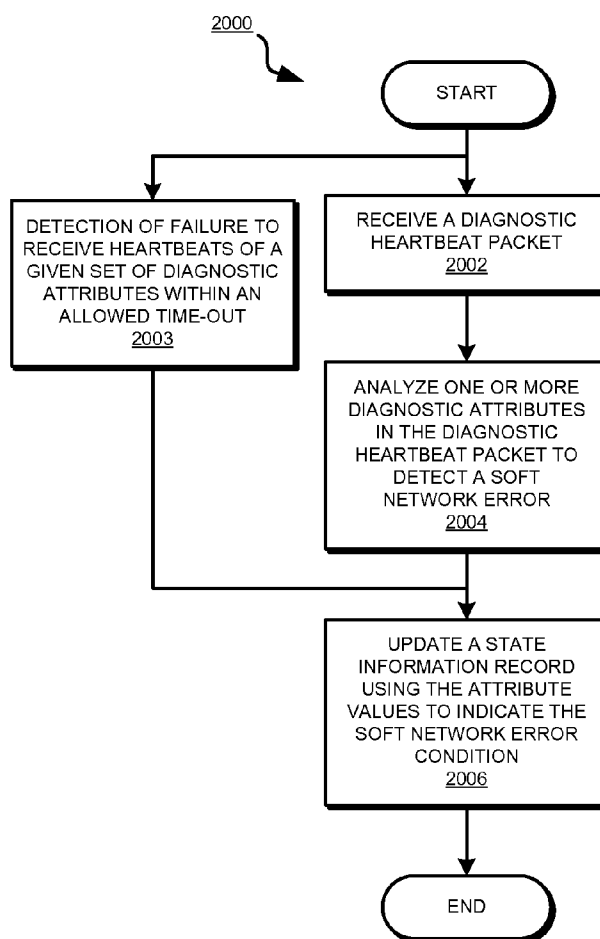 2000
START
DETECTION OF FAILURE TO
RECEIVE HEARTBEATS OF A
GIVEN SET OF DIAGNOSTIC
ATTRIBUTES WITHIN AN
ALLOWED TIME-OUT
2003
RECEIVE A DIAGNOSTIC
HEARTBEAT PACKET
2002
ANALYZE ONE OR MORE
DIAGNOSTIC ATTRIBUTES
IN THE DIAGNOSTIC
HEARTBEAT PACKET TO
DETECT A SOFT
NETWORK ERROR
2004
UPDATE A STATE
INFORMATION RECORD
USING THE ATTRIBUTE
VALUES TO INDICATE THE
SOFT NETWORK ERROR
CONDITION
2006
END